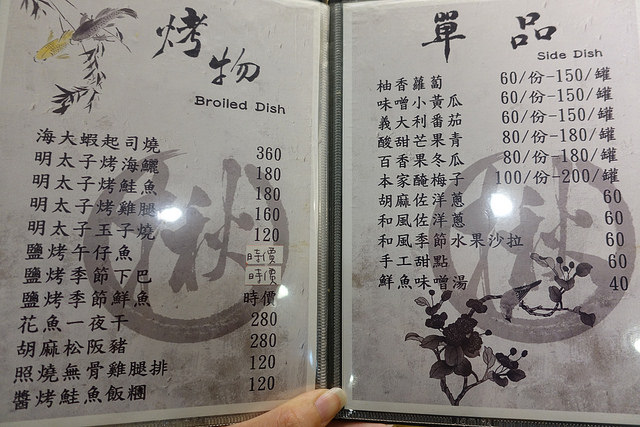 烤物
Broiled Dish
海大蝦起司燒 360
明太子烤海鱺 180
明太子烤鮭魚 180
明太子烤雞腿 160
明太子玉子燒 120
鹽烤午仔魚 時價
鹽烤季節下巴 時價
鹽烤季節鮮魚 時價
花魚一夜干 280
胡麻松阪豬 280
照燒無骨雞腿排 120
醬烤鮭魚飯糰 120
單品
Side Dish
柚香蘿蔔 60/份-150/罐
味噌小黃瓜 60/份-150/罐
義大利番茄 60/份-150/罐
酸甜芒果青 80/份-180/罐
百香果冬瓜 80/份-180/罐
本家醃梅子 100/份-200/罐
胡麻佐洋蔥 60
和風佐洋蔥 60
和風季節水果沙拉 60
手工甜點 60
鮮魚味噌湯 40